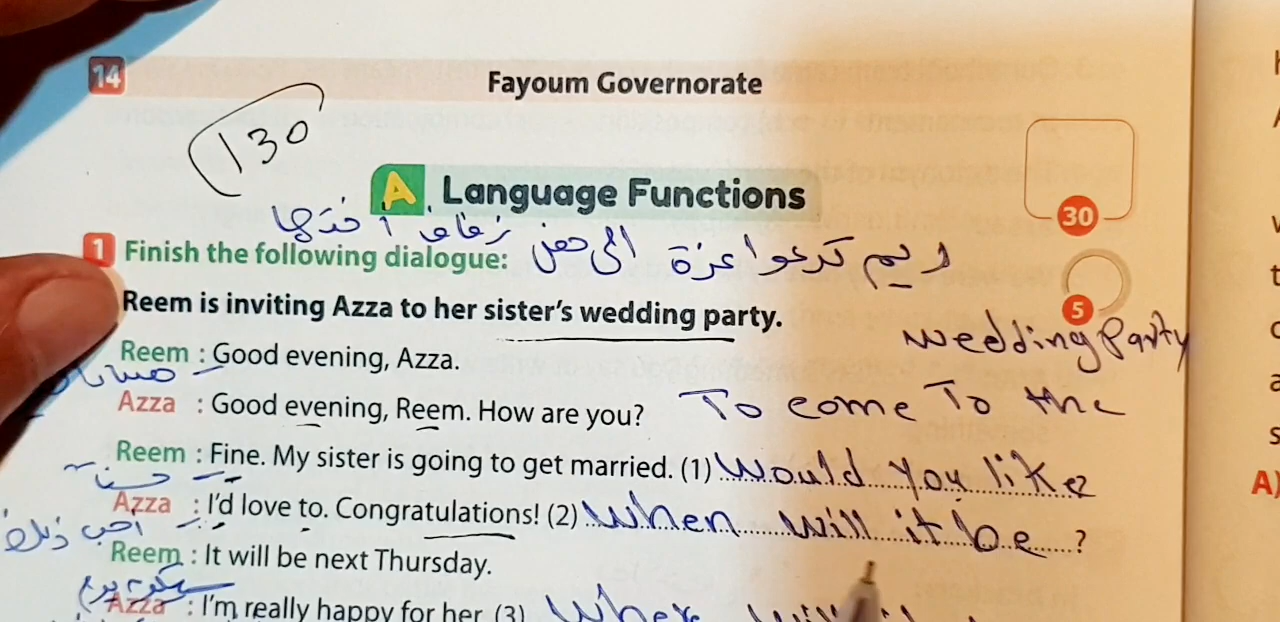 14 Fayoum Governorate
130
A Language Functions
30
ريم تدعوا عزة الى حفل زفاف أختها
1 Finish the following dialogue:
5
Reem is inviting Azza to her sister's wedding party.
wedding party
Reem : Good evening, Azza.
To come To the
Azza : Good evening, Reem. How are you?
Reem : Fine. My sister is going to get married. (1) Would you like
Azza : I'd love to. Congratulations! (2) When will it be ?
احب ذلك
Reem : It will be next Thursday.
Azza : I'm really happy for her (3) Where will it
A)